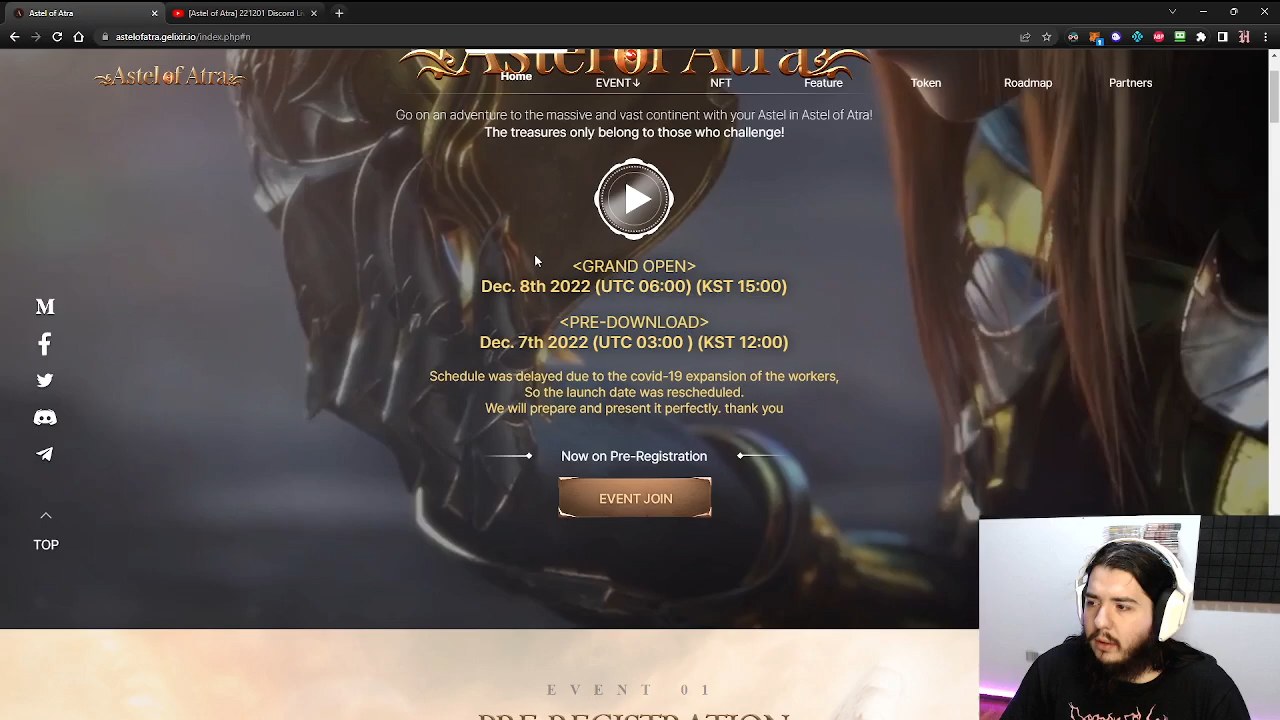 Astel of Atra
[Astel of Atra] 221201 Discord Li
astelofatra.gelixir.io/index.php#n
Astel of Atra
Astel of Atra
Home
EVENT↓
NFT
Feature
Token
Roadmap
Partners
Go on an adventure to the massive and vast continent with your Astel in Astel of Atra!
The treasures only belong to those who challenge!
<GRAND OPEN>
Dec. 8th 2022 (UTC 06:00) (KST 15:00)
<PRE-DOWNLOAD>
Dec. 7th 2022 (UTC 03:00 ) (KST 12:00)
Schedule was delayed due to the covid-19 expansion of the workers,
So the launch date was rescheduled.
We will prepare and present it perfectly. thank you
Now on Pre-Registration
EVENT JOIN
TOP
EVENT 01
PRE-REGISTRATION